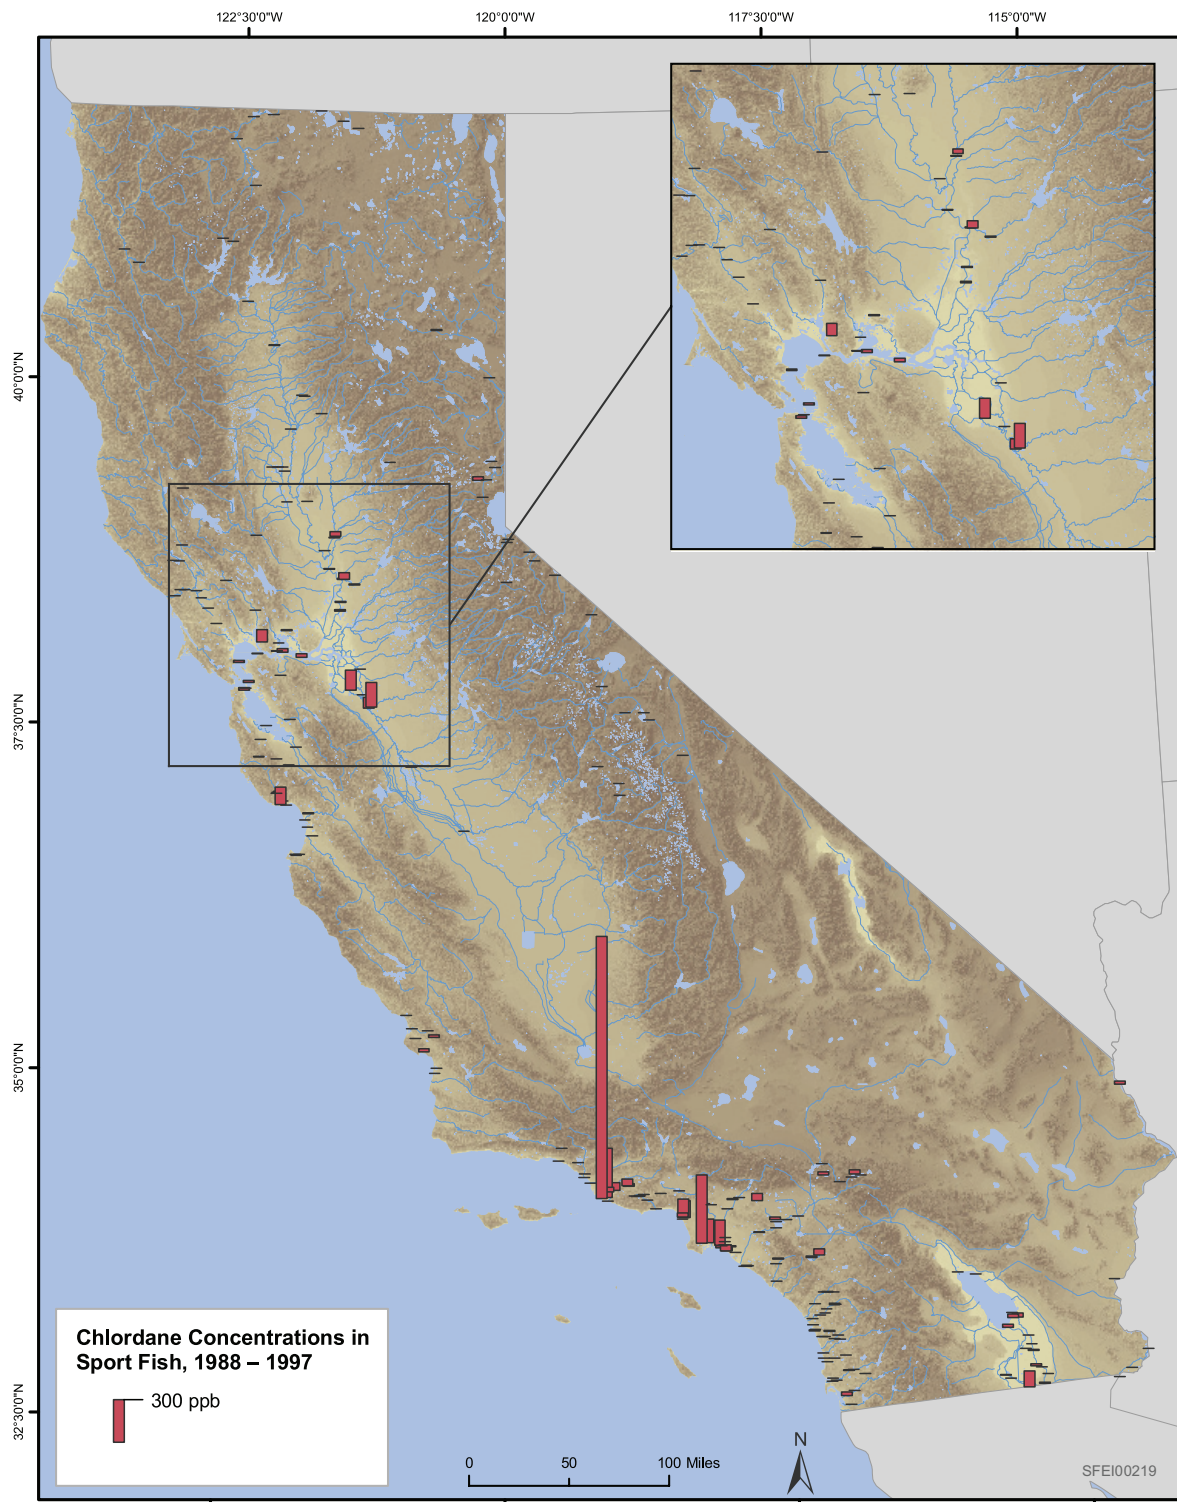 122°30'0"W 120°0'0"W 117°30'0"W 115°0'0"W
40°0'0"N
37°30'0"N
35°0'0"N
32°30'0"N
Chlordane Concentrations in
Sport Fish, 1988 – 1997
300 ppb
0 50 100 Miles
N
SFEI00219